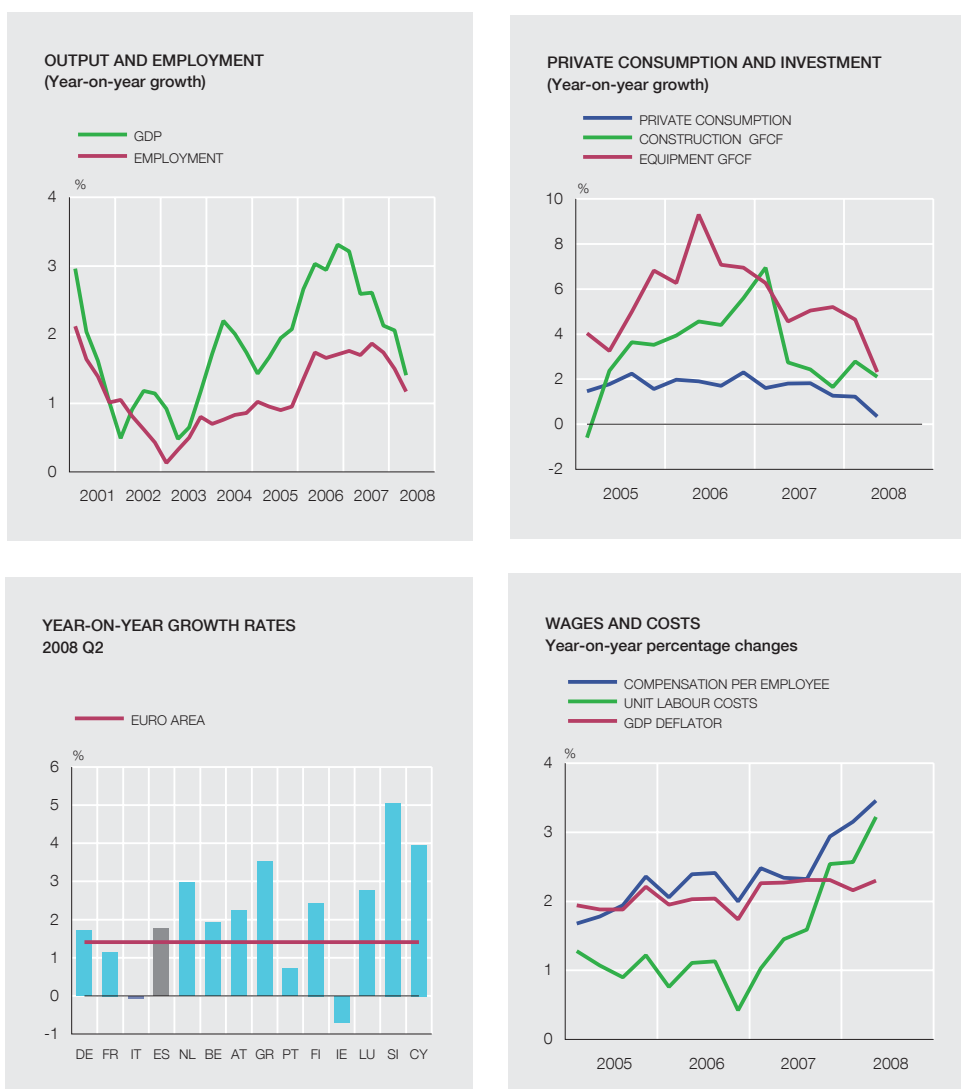 OUTPUT AND EMPLOYMENT
(Year-on-year growth)
GDP
EMPLOYMENT
%
4
3
2
1
0
2001 2002 2003 2004 2005 2006 2007 2008
PRIVATE CONSUMPTION AND INVESTMENT
(Year-on-year growth)
PRIVATE CONSUMPTION
CONSTRUCTION GFCF
EQUIPMENT GFCF
%
10
8
6
4
2
0
-2
2005 2006 2007 2008
YEAR-ON-YEAR GROWTH RATES
2008 Q2
EURO AREA
%
6
5
4
3
2
1
0
-1
DE FR IT ES NL BE AT GR PT FI IE LU SI CY
WAGES AND COSTS
Year-on-year percentage changes
COMPENSATION PER EMPLOYEE
UNIT LABOUR COSTS
GDP DEFLATOR
%
4
3
2
1
0
2005 2006 2007 2008